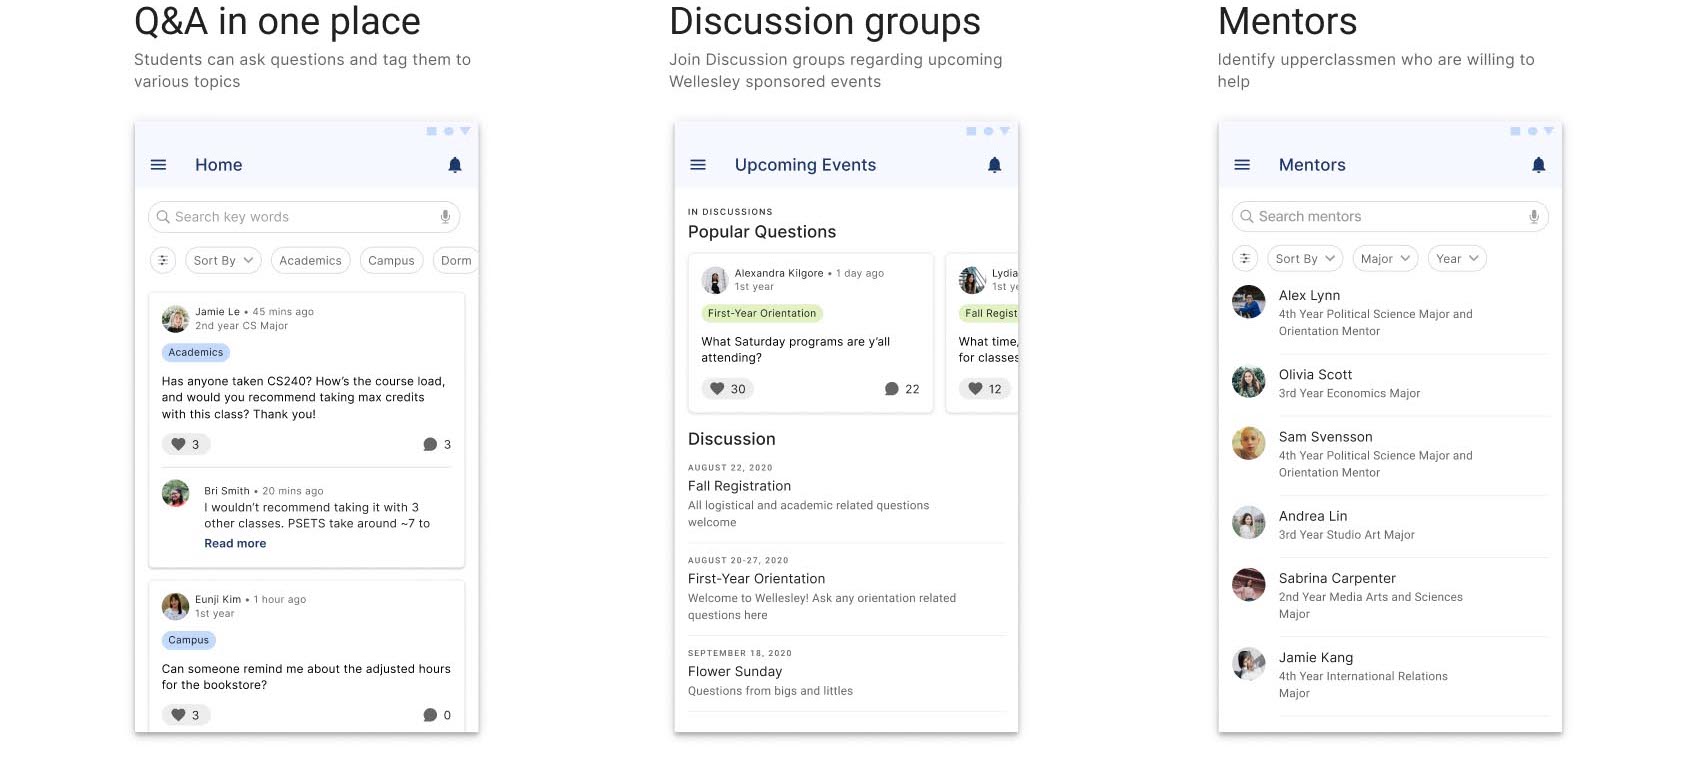 Q&A in one place
Students can ask questions and tag them to
various topics
Home
Search key words
Sort By
Academics
Campus
Dorm
Jamie Le • 45 mins ago
2nd year CS Major
Academics
Has anyone taken CS240? How's the course load,
and would you recommend taking max credits
with this class? Thank you!
3
3
Bri Smith • 20 mins ago
I wouldn't recommend taking it with 3
other classes. PSETS take around ~7 to
Read more
Eunji Kim • 1 hour ago
1st year
Campus
Can someone remind me about the adjusted hours
for the bookstore?
3
0
Discussion groups
Join Discussion groups regarding upcoming
Wellesley sponsored events
Upcoming Events
IN DISCUSSIONS
Popular Questions
Alexandra Kilgore • 1 day ago
1st year
First-Year Orientation
What Saturday programs are y'all
attending?
30
22
Lydia
1st ye
Fall Regist
What time,
for classes
12
Discussion
AUGUST 22, 2020
Fall Registration
All logistical and academic related questions
welcome
AUGUST 20-27, 2020
First-Year Orientation
Welcome to Wellesley! Ask any orientation related
questions here
SEPTEMBER 18, 2020
Flower Sunday
Questions from bigs and littles
Mentors
Identify upperclassmen who are willing to
help
Mentors
Search mentors
Sort By
Major
Year
Alex Lynn
4th Year Political Science Major and
Orientation Mentor
Olivia Scott
3rd Year Economics Major
Sam Svensson
4th Year Political Science Major and
Orientation Mentor
Andrea Lin
3rd Year Studio Art Major
Sabrina Carpenter
2nd Year Media Arts and Sciences
Major
Jamie Kang
4th Year International Relations
Major